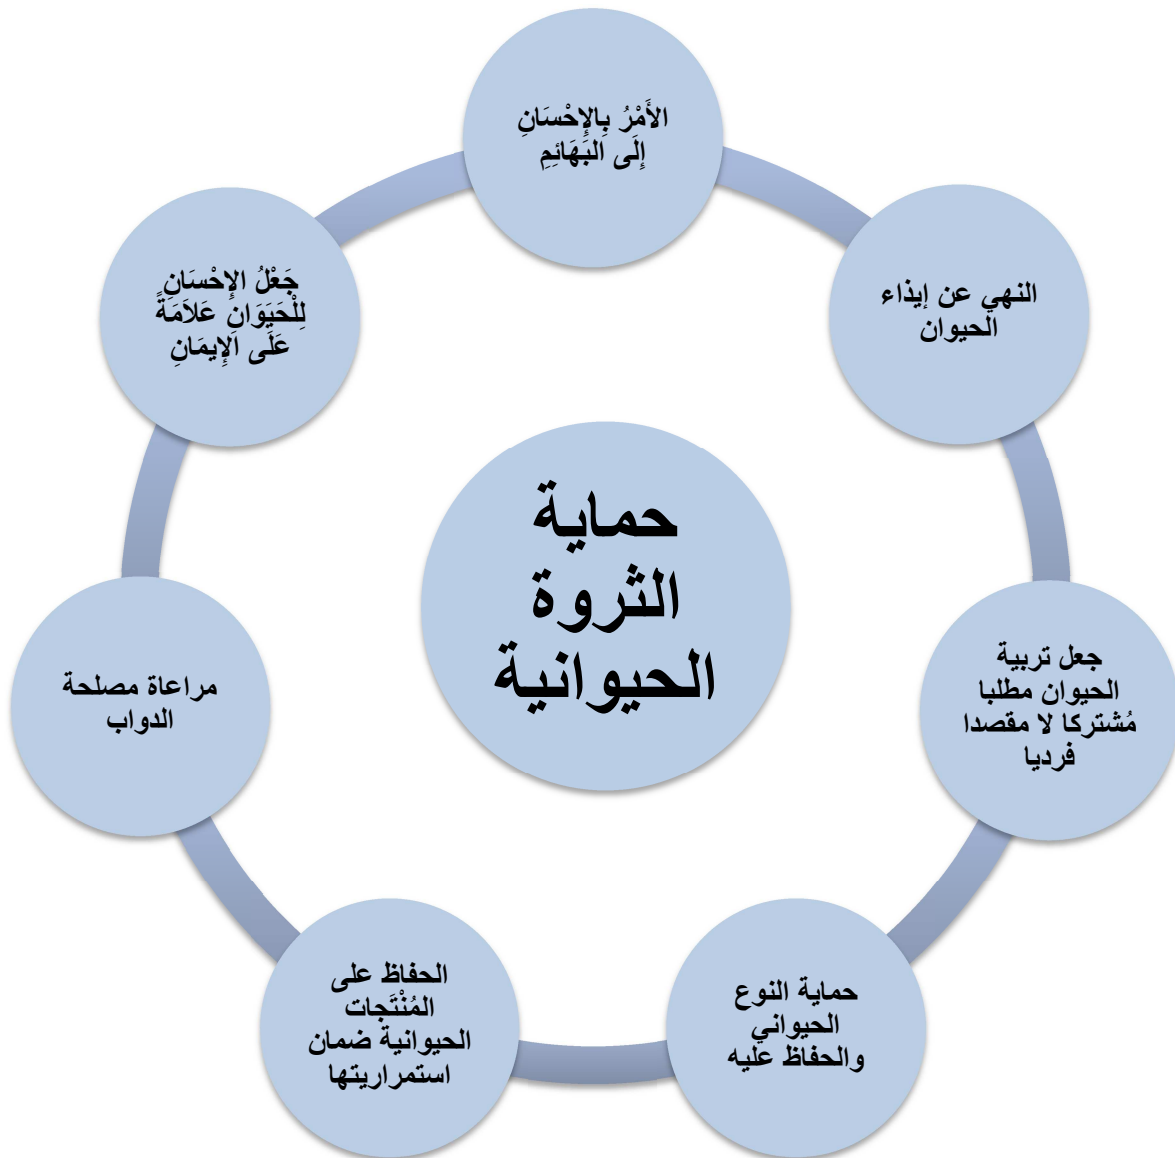 الأَمْرُ بِالإِحْسَانِ
إِلَى البَهَائِمِ
النهي عن إيذاء
الحيوان
جعل تربية
الحيوان مطلبا
مُشتركا لا مقصدا
فرديا
حماية النوع
الحيواني
والحفاظ عليه
الحفاظ على
المُنْتَجات
الحيوانية ضمان
استمراريتها
مراعاة مصلحة
الدواب
جَعْلُ الإِحْسَانِ
لِلْحَيَوَانِ عَلاَمَةً
عَلَى الإِيمَانِ
حماية
الثروة
الحيوانية